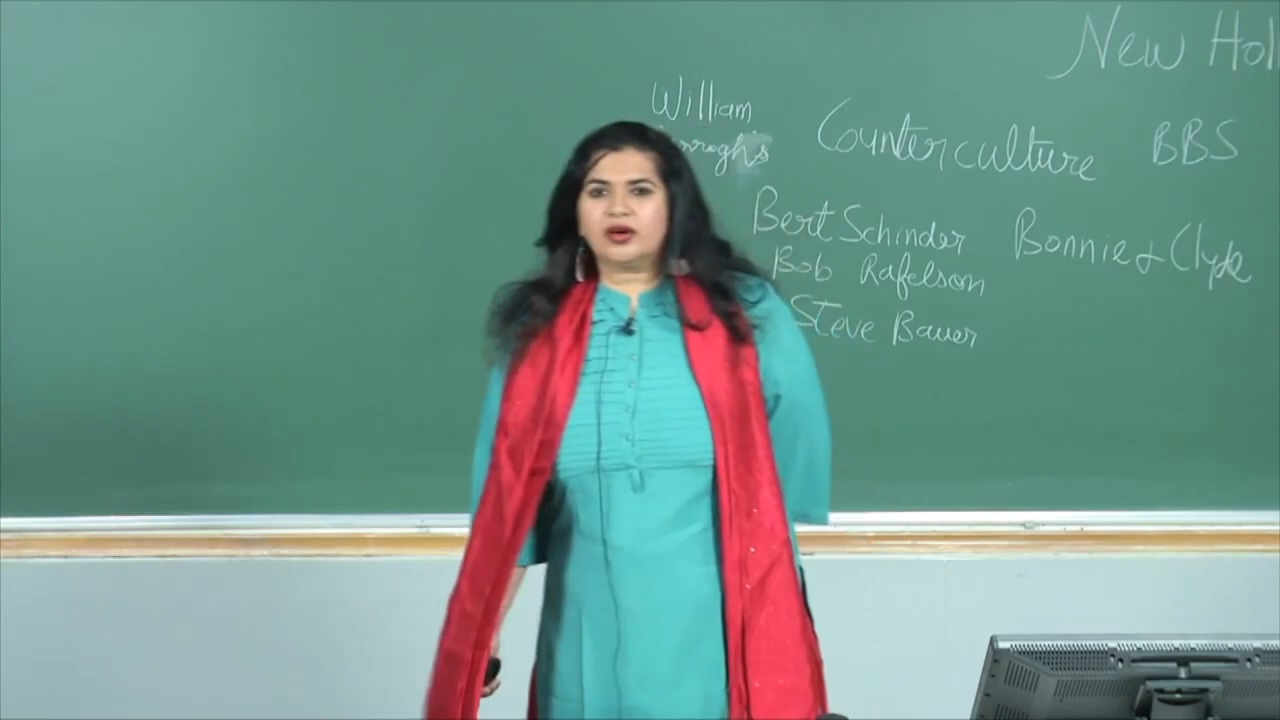 New Hol
William
Counterculture
BBS
Bert Schinder
Bonnie & Clyde
Bob Rafelson
Steve Bauer